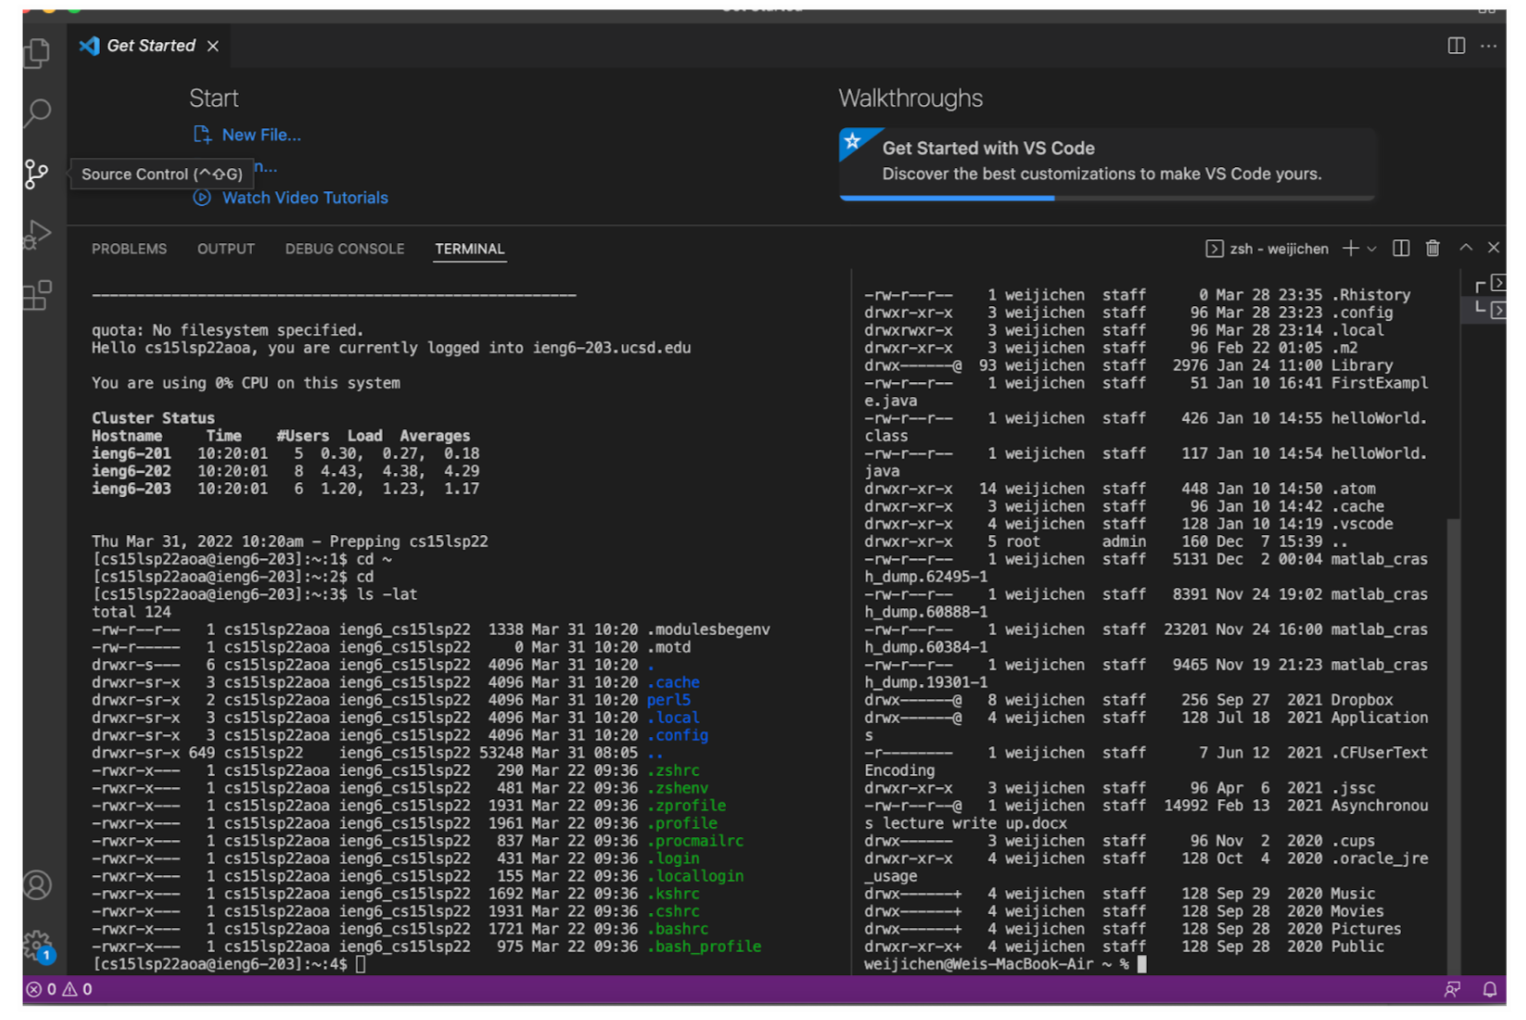 Get Started
Start
New File...
Source Control (^⇧G)
n...
Watch Video Tutorials
Walkthroughs
Get Started with VS Code
Discover the best customizations to make VS Code yours.
PROBLEMS OUTPUT DEBUG CONSOLE TERMINAL
zsh - weijichen
quota: No filesystem specified.
Hello cs15lsp22aoa, you are currently logged into ieng6-203.ucsd.edu
You are using 0% CPU on this system
Cluster Status
Hostname Time #Users Load Averages
ieng6-201 10:20:01 5 0.30, 0.27, 0.18
ieng6-202 10:20:01 8 4.43, 4.38, 4.29
ieng6-203 10:20:01 6 1.20, 1.23, 1.17
Thu Mar 31, 2022 10:20am - Prepping cs15lsp22
[cs15lsp22aoa@ieng6-203]:~:1$ cd ~
[cs15lsp22aoa@ieng6-203]:~:2$ cd
[cs15lsp22aoa@ieng6-203]:~:3$ ls -lat
total 124
-rw-r--r-- 1 cs15lsp22aoa ieng6_cs15lsp22 1338 Mar 31 10:20 .modulesbegenv
-rw-r----- 1 cs15lsp22aoa ieng6_cs15lsp22 0 Mar 31 10:20 .motd
drwxr-s--- 6 cs15lsp22aoa ieng6_cs15lsp22 4096 Mar 31 10:20 .
drwxr-sr-x 3 cs15lsp22aoa ieng6_cs15lsp22 4096 Mar 31 10:20 .cache
drwxr-sr-x 2 cs15lsp22aoa ieng6_cs15lsp22 4096 Mar 31 10:20 perl5
drwxr-sr-x 3 cs15lsp22aoa ieng6_cs15lsp22 4096 Mar 31 10:20 .local
drwxr-sr-x 3 cs15lsp22aoa ieng6_cs15lsp22 4096 Mar 31 10:20 .config
drwxr-sr-x 649 cs15lsp22 ieng6_cs15lsp22 53248 Mar 31 08:05 ..
-rwxr-x--- 1 cs15lsp22aoa ieng6_cs15lsp22 290 Mar 22 09:36 .zshrc
-rwxr-x--- 1 cs15lsp22aoa ieng6_cs15lsp22 481 Mar 22 09:36 .zshenv
-rwxr-x--- 1 cs15lsp22aoa ieng6_cs15lsp22 1931 Mar 22 09:36 .zprofile
-rwxr-x--- 1 cs15lsp22aoa ieng6_cs15lsp22 1961 Mar 22 09:36 .profile
-rwxr-x--- 1 cs15lsp22aoa ieng6_cs15lsp22 837 Mar 22 09:36 .procmailrc
-rwxr-x--- 1 cs15lsp22aoa ieng6_cs15lsp22 431 Mar 22 09:36 .login
-rwxr-x--- 1 cs15lsp22aoa ieng6_cs15lsp22 155 Mar 22 09:36 .locallogin
-rwxr-x--- 1 cs15lsp22aoa ieng6_cs15lsp22 1692 Mar 22 09:36 .kshrc
-rwxr-x--- 1 cs15lsp22aoa ieng6_cs15lsp22 1931 Mar 22 09:36 .cshrc
-rwxr-x--- 1 cs15lsp22aoa ieng6_cs15lsp22 1721 Mar 22 09:36 .bashrc
-rwxr-x--- 1 cs15lsp22aoa ieng6_cs15lsp22 975 Mar 22 09:36 .bash_profile
[cs15lsp22aoa@ieng6-203]:~:4$
-rw-r--r-- 1 weijichen staff 0 Mar 28 23:35 .Rhistory
drwxr-xr-x 3 weijichen staff 96 Mar 28 23:23 .config
drwxrwxr-x 3 weijichen staff 96 Mar 28 23:14 .local
drwxr-xr-x 3 weijichen staff 96 Feb 22 01:05 .m2
drwx------@ 93 weijichen staff 2976 Jan 24 11:00 Library
-rw-r--r-- 1 weijichen staff 51 Jan 10 16:41 FirstExampl
e.java
-rw-r--r-- 1 weijichen staff 426 Jan 10 14:55 helloWorld.
class
-rw-r--r-- 1 weijichen staff 117 Jan 10 14:54 helloWorld.
java
drwxr-xr-x 14 weijichen staff 448 Jan 10 14:50 .atom
drwxr-xr-x 3 weijichen staff 96 Jan 10 14:42 .cache
drwxr-xr-x 4 weijichen staff 128 Jan 10 14:19 .vscode
drwxr-xr-x 5 root admin 160 Dec 7 15:39 ..
-rw-r--r-- 1 weijichen staff 5131 Dec 2 00:04 matlab_cras
h_dump.62495-1
-rw-r--r-- 1 weijichen staff 8391 Nov 24 19:02 matlab_cras
h_dump.60888-1
-rw-r--r-- 1 weijichen staff 23201 Nov 24 16:00 matlab_cras
h_dump.60384-1
-rw-r--r-- 1 weijichen staff 9465 Nov 19 21:23 matlab_cras
h_dump.19301-1
drwx------@ 8 weijichen staff 256 Sep 27 2021 Dropbox
drwx------@ 4 weijichen staff 128 Jul 18 2021 Application
s
-r-------- 1 weijichen staff 7 Jun 12 2021 .CFUserText
Encoding
drwxr-xr-x 3 weijichen staff 96 Apr 6 2021 .jssc
-rw-r--r--@ 1 weijichen staff 14992 Feb 13 2021 Asynchronou
s lecture write up.docx
drwx------ 3 weijichen staff 96 Nov 2 2020 .cups
drwxr-xr-x 4 weijichen staff 128 Oct 4 2020 .oracle_jre
_usage
drwx------+ 4 weijichen staff 128 Sep 29 2020 Music
drwx------+ 4 weijichen staff 128 Sep 28 2020 Movies
drwx------+ 4 weijichen staff 128 Sep 28 2020 Pictures
drwxr-xr-x+ 4 weijichen staff 128 Sep 28 2020 Public
weijichen@Weis-MacBook-Air ~ %
1
0 0